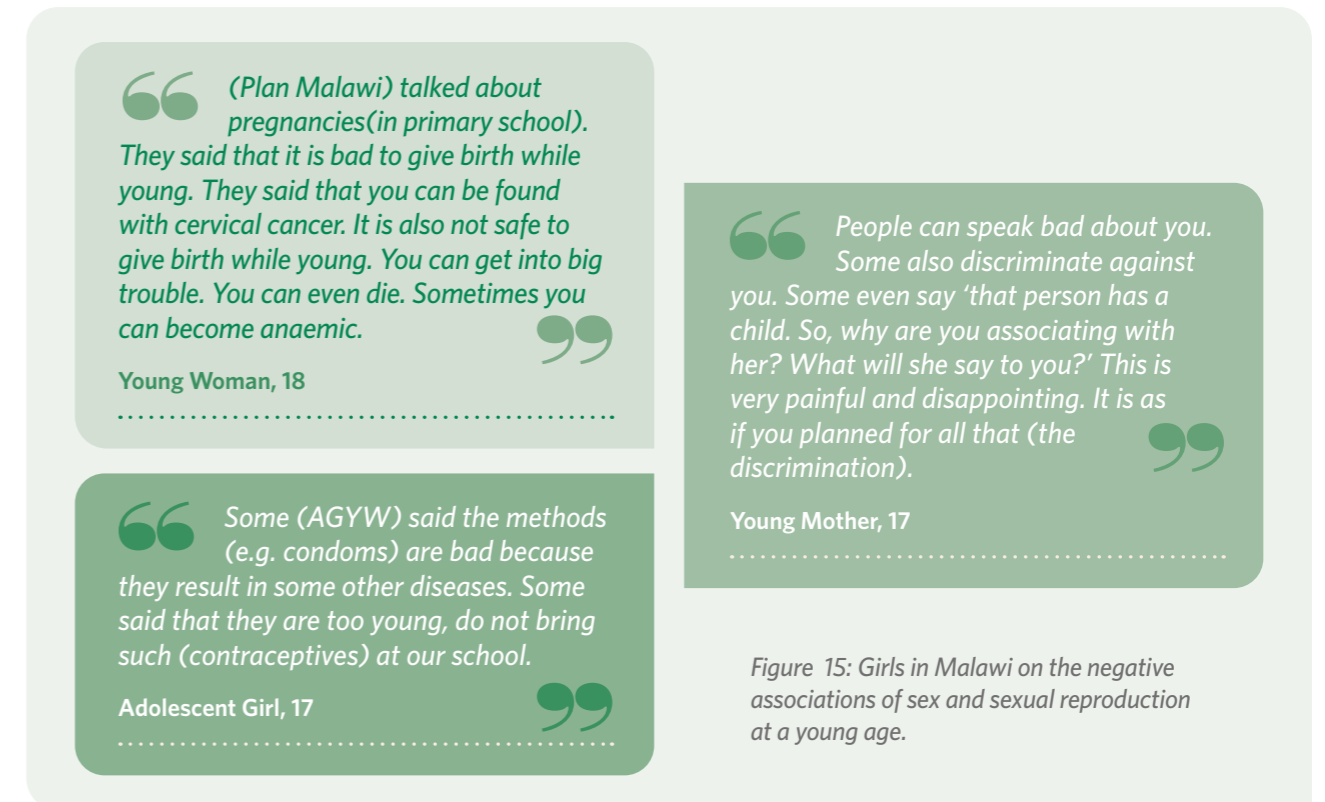 “ (Plan Malawi) talked about
pregnancies(in primary school).
They said that it is bad to give birth while
young. They said that you can be found
with cervical cancer. It is also not safe to
give birth while young. You can get into big
trouble. You can even die. Sometimes you
can become anaemic. ”
Young Woman, 18
“ Some (AGYW) said the methods
(e.g. condoms) are bad because
they result in some other diseases. Some
said that they are too young, do not bring
such (contraceptives) at our school. ”
Adolescent Girl, 17
“ People can speak bad about you.
Some also discriminate against
you. Some even say ‘that person has a
child. So, why are you associating with
her? What will she say to you?’ This is
very painful and disappointing. It is as
if you planned for all that (the
discrimination). ”
Young Mother, 17
Figure 15: Girls in Malawi on the negative
associations of sex and sexual reproduction
at a young age.